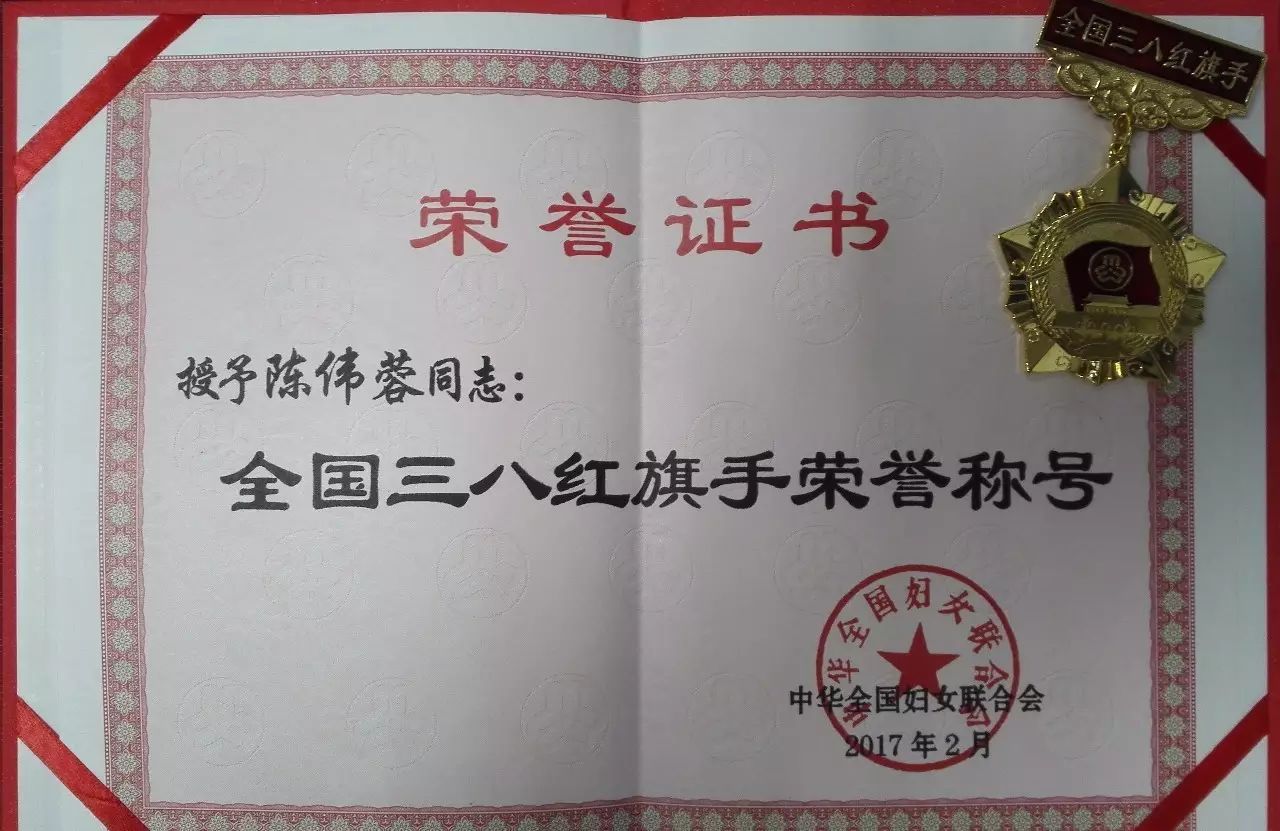 全国三八红旗手
荣誉证书
授予陈伟蓉同志：
全国三八红旗手荣誉称号
中华全国妇女联合会
中华全国妇女联合会
2017年2月